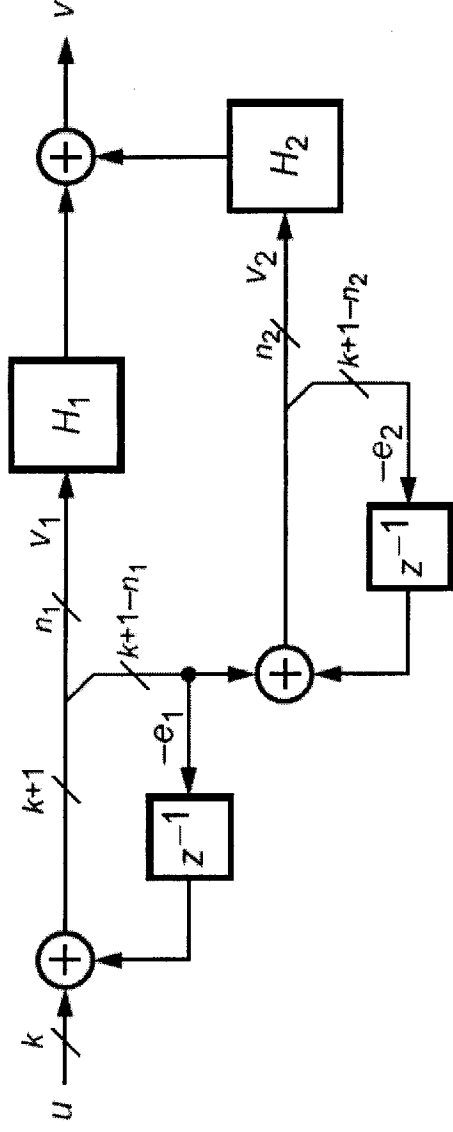 u
k
k+1
n₁
v₁
H₁
v
k+1–n₁
–e₁
z⁻¹
n₂
v₂
H₂
k+1–n₂
–e₂
z⁻¹